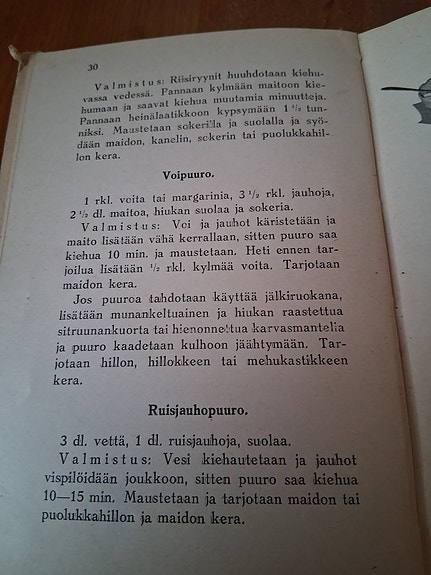 30
Valmistus: Riisiryynit huuhdotaan kiehu-
vassa vedessä. Pannaan kylmään maitoon kie-
humaan ja saavat kiehua muutamia minuutteja.
Pannaan heinälaatikkoon kypsymään 1 1/2 tun-
niksi. Maustetaan sokerilla ja suolalla ja syö-
dään maidon, kanelin, sokerin tai puolukkahil-
lon kera.
Voipuuro.
1 rkl. voita tai margarinia, 3 1/2 rkl. jauhoja,
2 1/2 dl. maitoa, hiukan suolaa ja sokeria.
Valmistus: Voi ja jauhot käristetään ja
maito lisätään vähä kerrallaan, sitten puuro saa
kiehua 10 min. ja maustetaan. Heti ennen tar-
joilua lisätään 1/2 rkl. kylmää voita. Tarjotaan
maidon kera.
Jos puuroa tahdotaan käyttää jälkiruokana,
lisätään munankeltuainen ja hiukan raastettua
sitruunankuorta tai hienonnettua karvasmantelia
ja puuro kaadetaan kulhoon jäähtymään. Tar-
jotaan hillon, hillokkeen tai mehukastikkeen
kera.
Ruisjauhopuuro.
3 dl. vettä, 1 dl. ruisjauhoja, suolaa.
Valmistus: Vesi kiehautetaan ja jauhot
vispilöidään joukkoon, sitten puuro saa kiehua
10—15 min. Maustetaan ja tarjotaan maidon tai
puolukkahillon ja maidon kera.